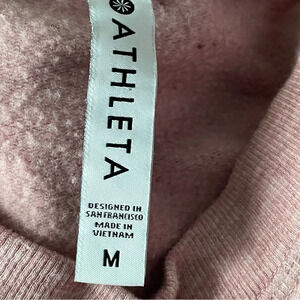 ATHLETA
DESIGNED IN
SAN FRANCISCO
MADE IN
VIETNAM
M